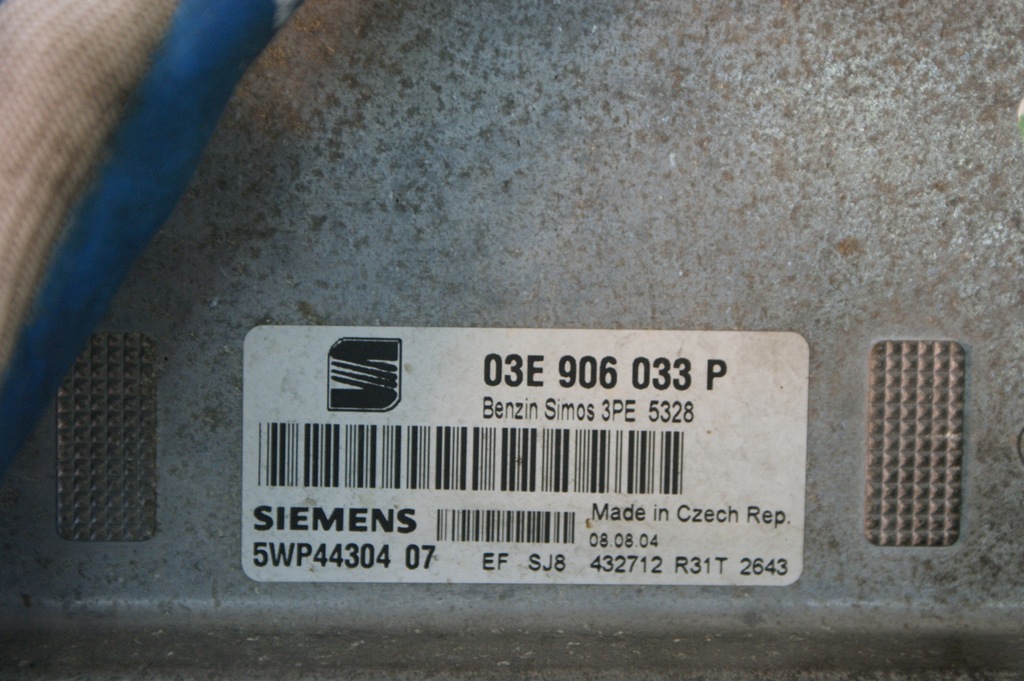 03E 906 033 P
Benzin Simos 3PE 5328
SIEMENS
Made in Czech Rep.
08.08.04
5WP44304 07
EF SJ8 432712 R31T 2643